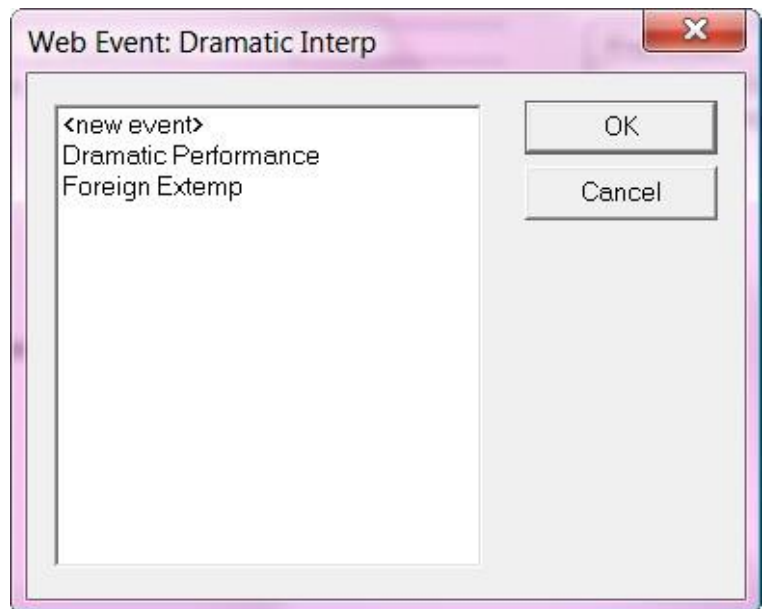 Web Event: Dramatic Interp
<new event>
Dramatic Performance
Foreign Extemp
OK
Cancel